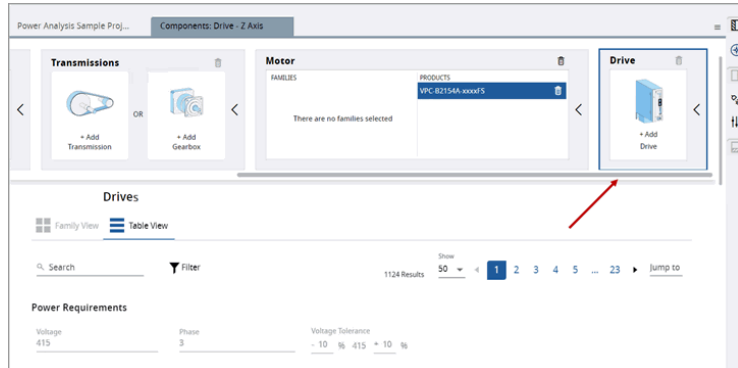 Power Analysis Sample Proj...
Components: Drive - Z Axis
Transmissions
OR
+ Add
Transmission
+ Add
Gearbox
Motor
FAMILIES
There are no families selected
PRODUCTS
VPC-B2154A-xxxxFS
Drive
+ Add
Drive
Drives
Family View
Table View
Search
Filter
1124 Results
Show
50
1 2 3 4 5 ... 23
Jump to
Power Requirements
Voltage
415
Phase
3
Voltage Tolerance
- 10 % 415 + 10 %